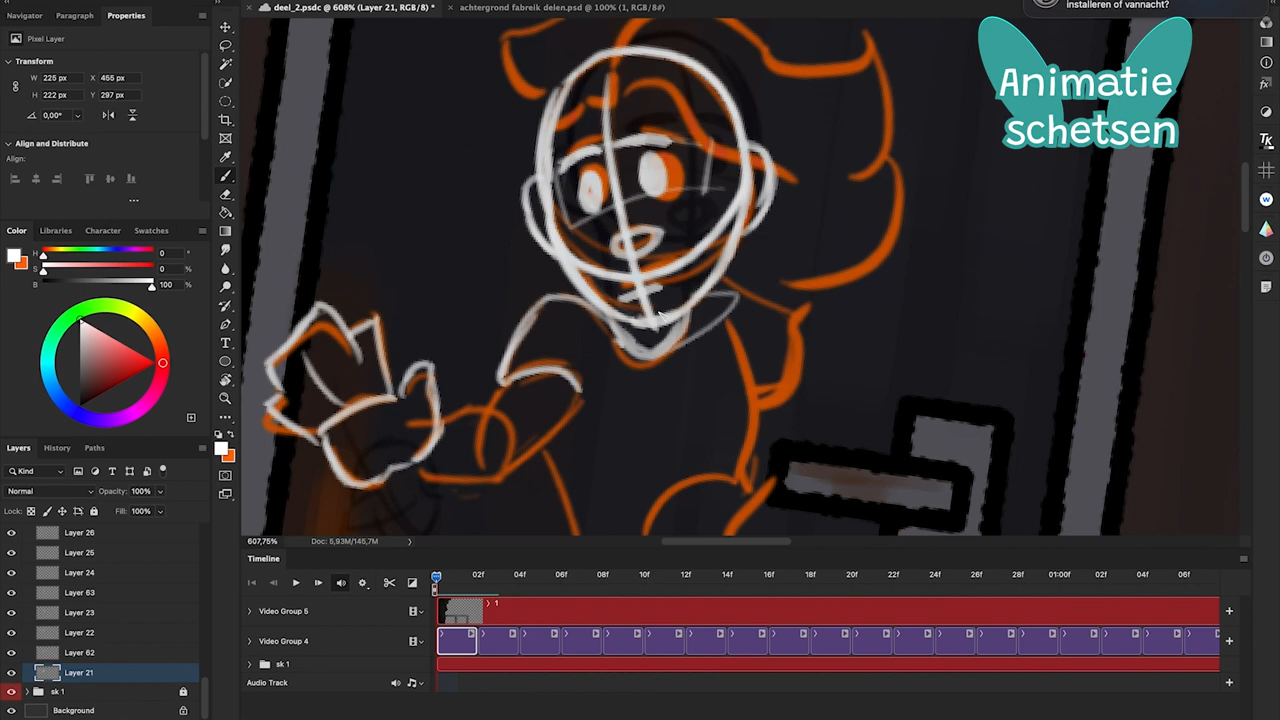 deel_2.psdc @ 608% (Layer 21, RGB/8) *
achtergrond fabreik delen.psd @ 100% (1, RGB/8#)
installeren of vannacht?
Navigator
Paragraph
Properties
Pixel Layer
Transform
W 225 px X 455 px
H 222 px Y 297 px
0,00°
Align and Distribute
Align:
Color
Libraries
Character
Swatches
H 0 °
S 0 %
B 100 %
Layers
History
Paths
Kind
Normal
Opacity: 100%
Lock:
Fill: 100%
Layer 26
Layer 25
Layer 24
Layer 63
Layer 23
Layer 22
Layer 62
Layer 21
sk 1
Background
Animatie
schetsen
607,75%
Doc: 5,93M/145,7M
Timeline
02f 04f 06f 08f 10f 12f 14f 16f 18f 20f 22f 01:00f 02f 04f 06f
Video Group 5
1
Video Group 4
sk 1
Audio Track